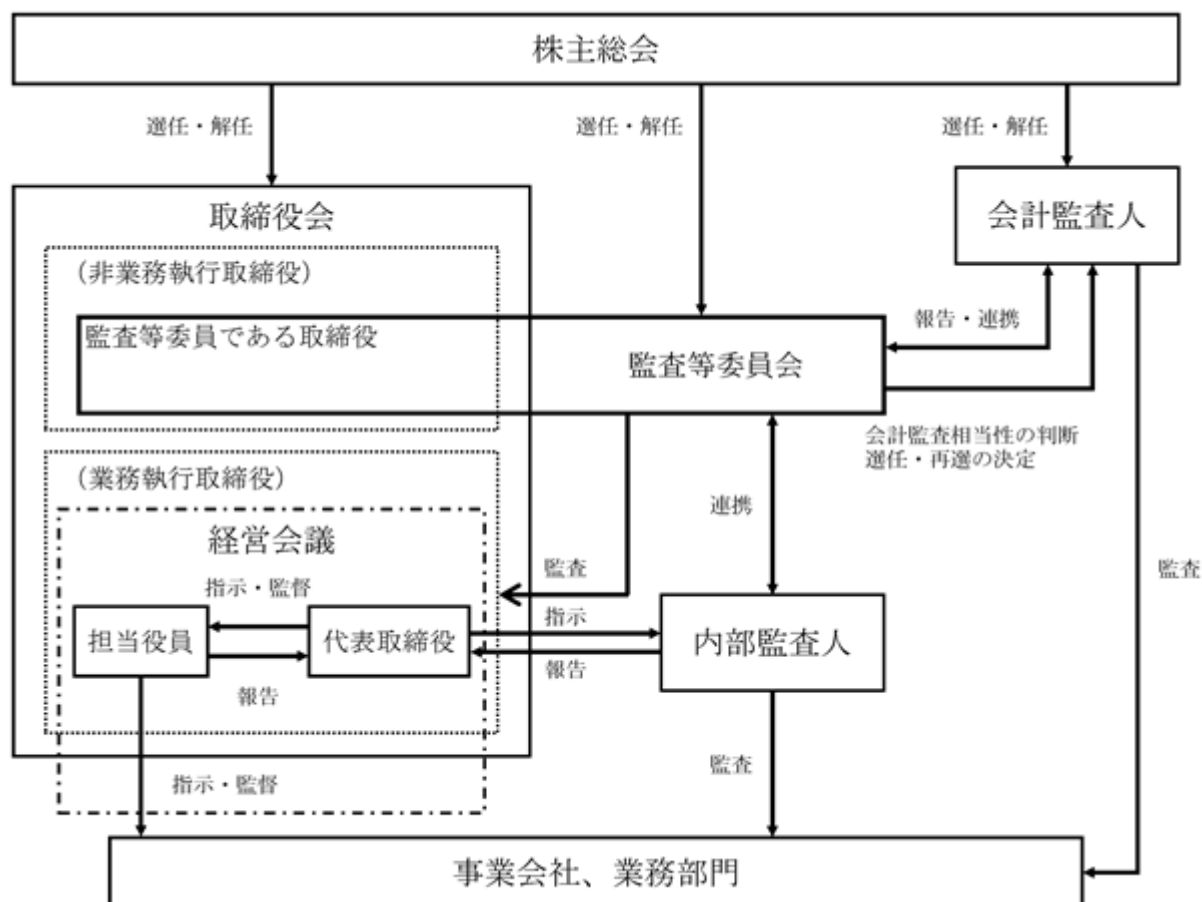 株主総会
選任・解任
選任・解任
選任・解任
取締役会
会計監査人
(非業務執行取締役)
監査等委員である取締役
監査等委員会
報告・連携
会計監査相当性の判断
選任・再選の決定
(業務執行取締役)
経営会議
連携
監査
監査
指示・監督
担当役員
代表取締役
報告
指示
報告
内部監査人
指示・監督
監査
事業会社、業務部門